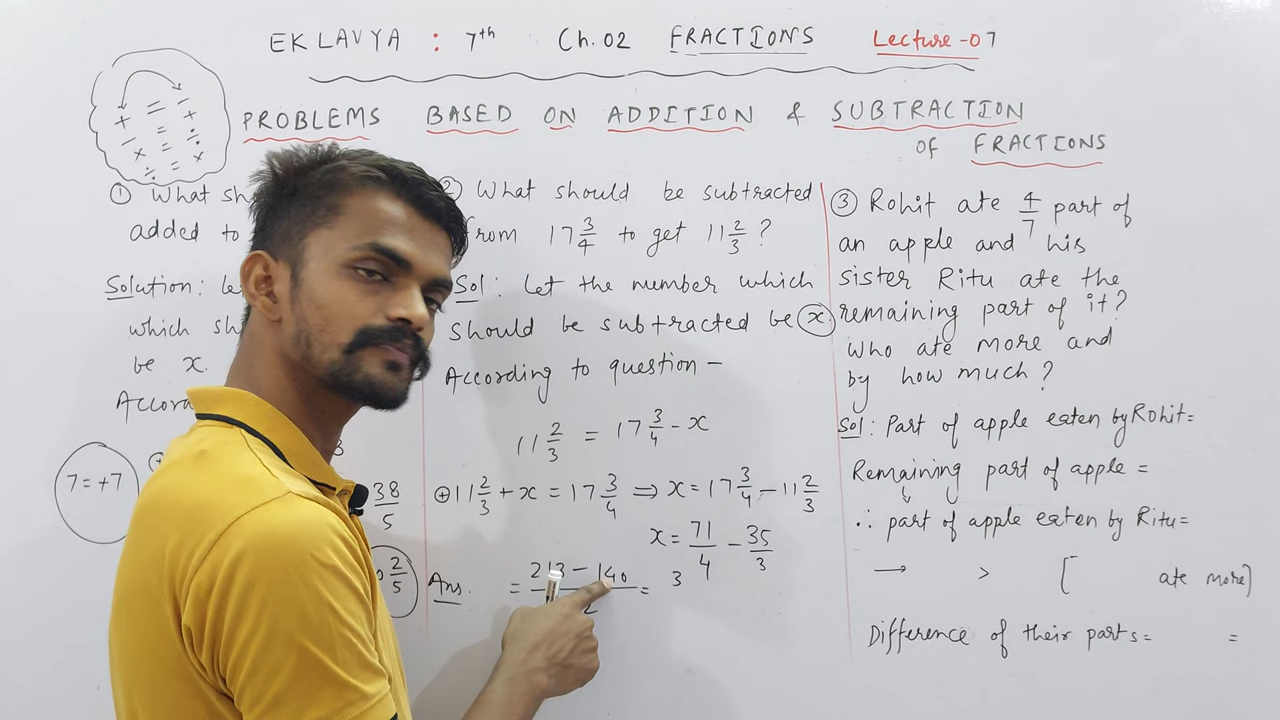 EKLAVYA : 7th Ch.02 FRACTIONS Lecture-07
PROBLEMS BASED ON ADDITION & SUBTRACTION
OF FRACTIONS
+ = -
- = +
× = ÷
÷ = ×
① What
added to
Solution:
which
be x.
7 = +7
38/5
2/5
② What should be subtracted
from 17 3/4 to get 11 2/3 ?
Sol: Let the number which
should be subtracted be x
According to question -
11 2/3 = 17 3/4 - x
⊕11 2/3 + x = 17 3/4 ⇒ x = 17 3/4 - 11 2/3
x = 71/4 - 35/3
Ans. = 213 - 140 / 2 = 3
③ Rohit ate 4/7 part of
an apple and his
sister Ritu ate the
remaining part of it?
Who ate more and
by how much?
Sol: Part of apple eaten by Rohit=
Remaining part of apple =
∴ part of apple eaten by Ritu=
→ > [ ate more]
Difference of their parts= =